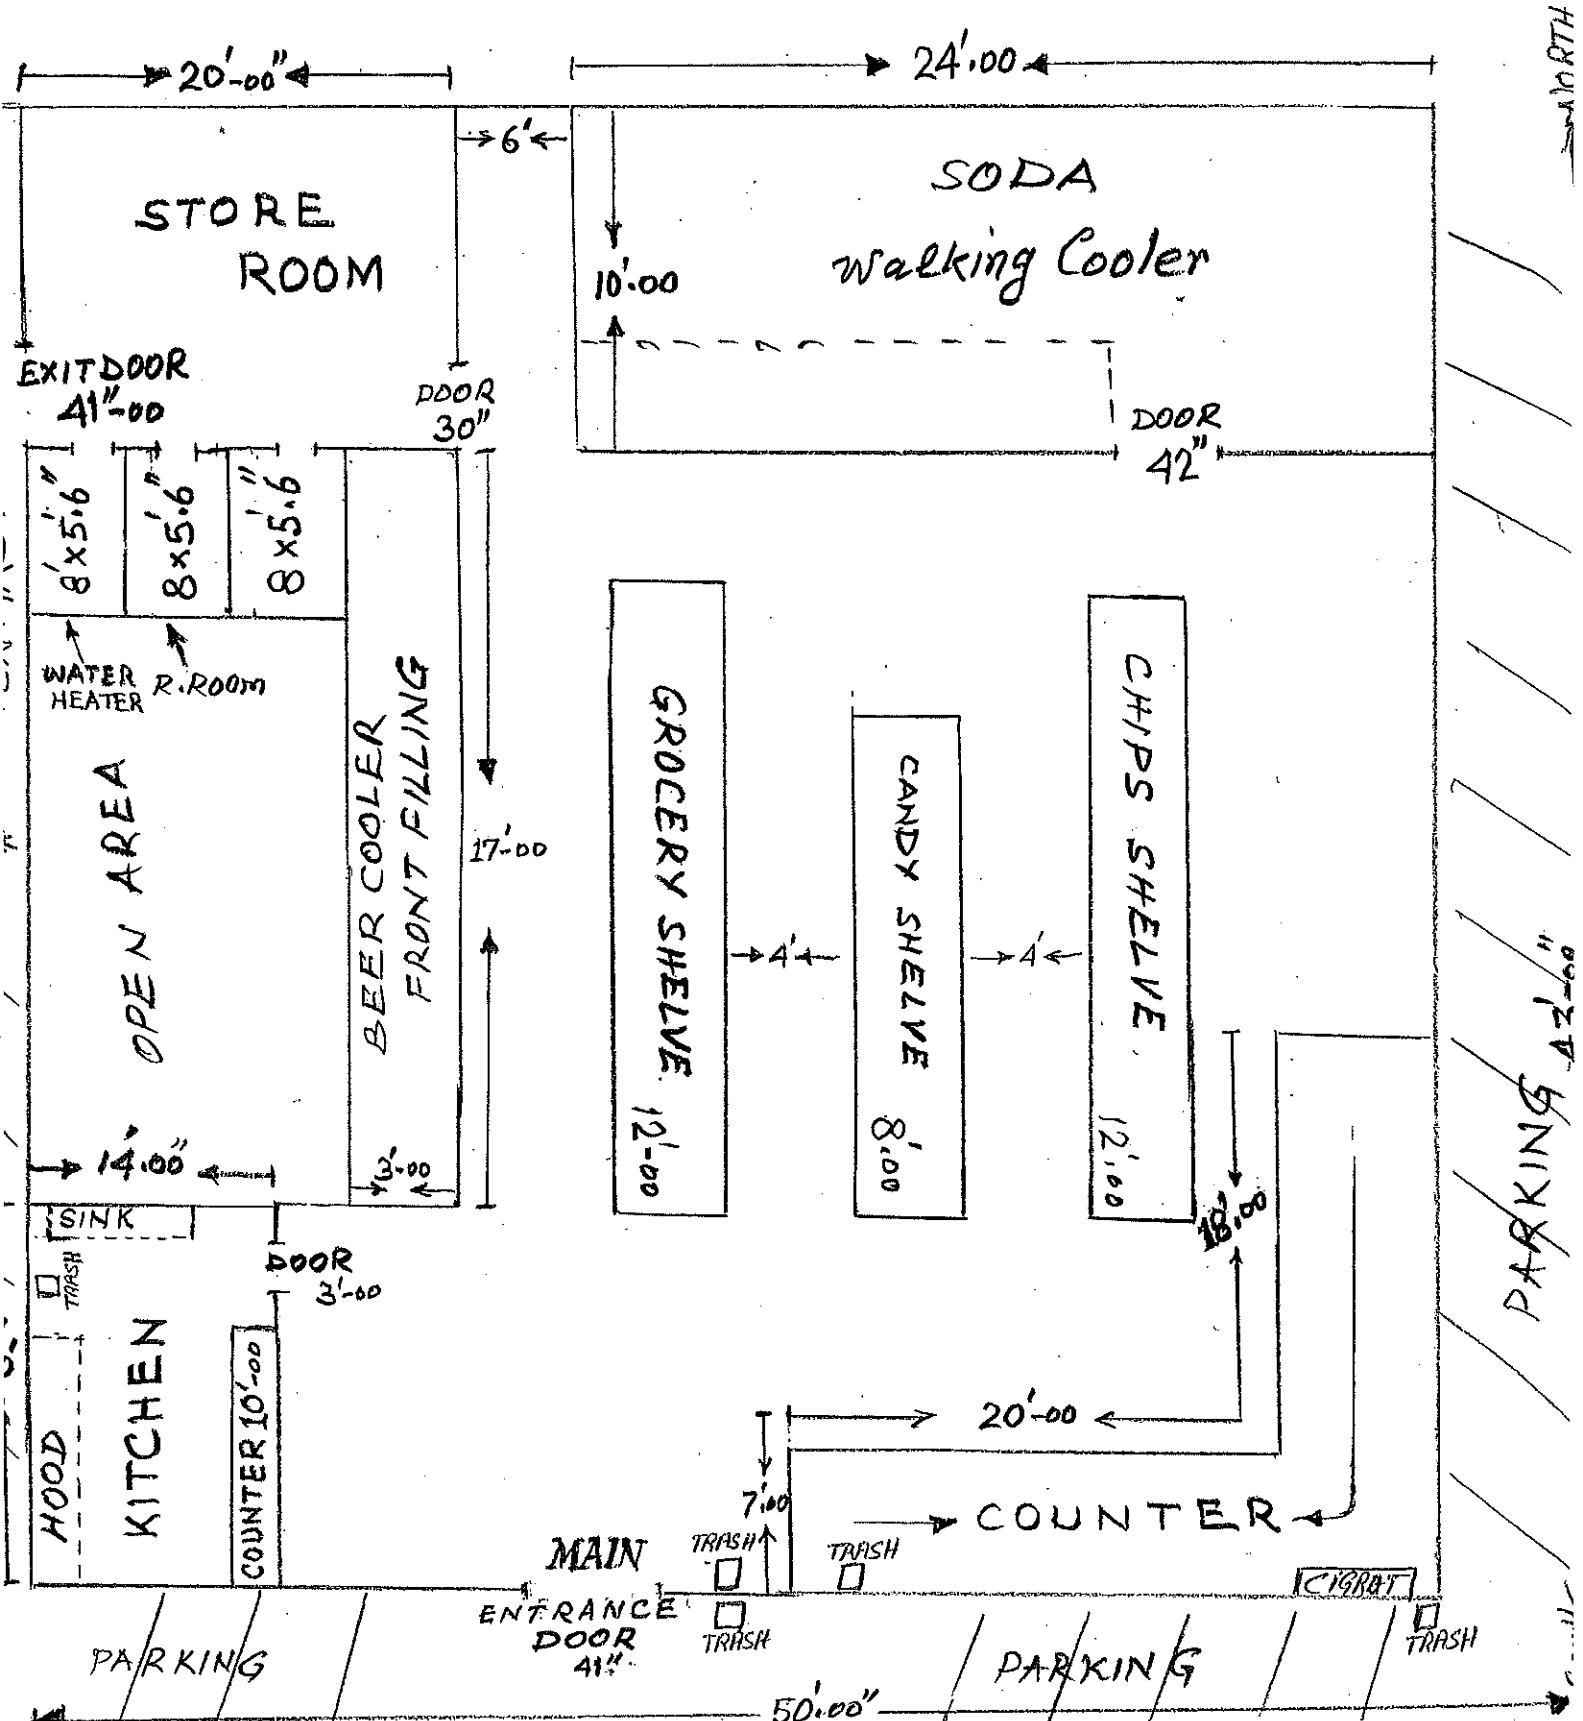 NORTH
20'-00"
24'.00
6'
STORE
ROOM
SODA
Walking Cooler
10'.00
EXIT DOOR
41"-00
DOOR
30"
DOOR
42"
8'x5'.6"
8x5'.6"
8x5'.6"
WATER
HEATER
R.ROOM
OPEN AREA
BEER COOLER
FRONT FILLING
17'-00
GROCERY SHELVE 12'-00
CANDY SHELVE 8'.00
CHIPS SHELVE 12'.00
4'
4'
PARKING
14'.00"
3'-00
18'.00
SINK
TRASH
DOOR
3'-00
KITCHEN
HOOD
COUNTER 10'-00
20'-00
7'.00
COUNTER
MAIN
ENTRANCE
DOOR
41"
TRASH
TRASH
TRASH
CIGRAT
TRASH
PARKING
PARKING
50'.00"